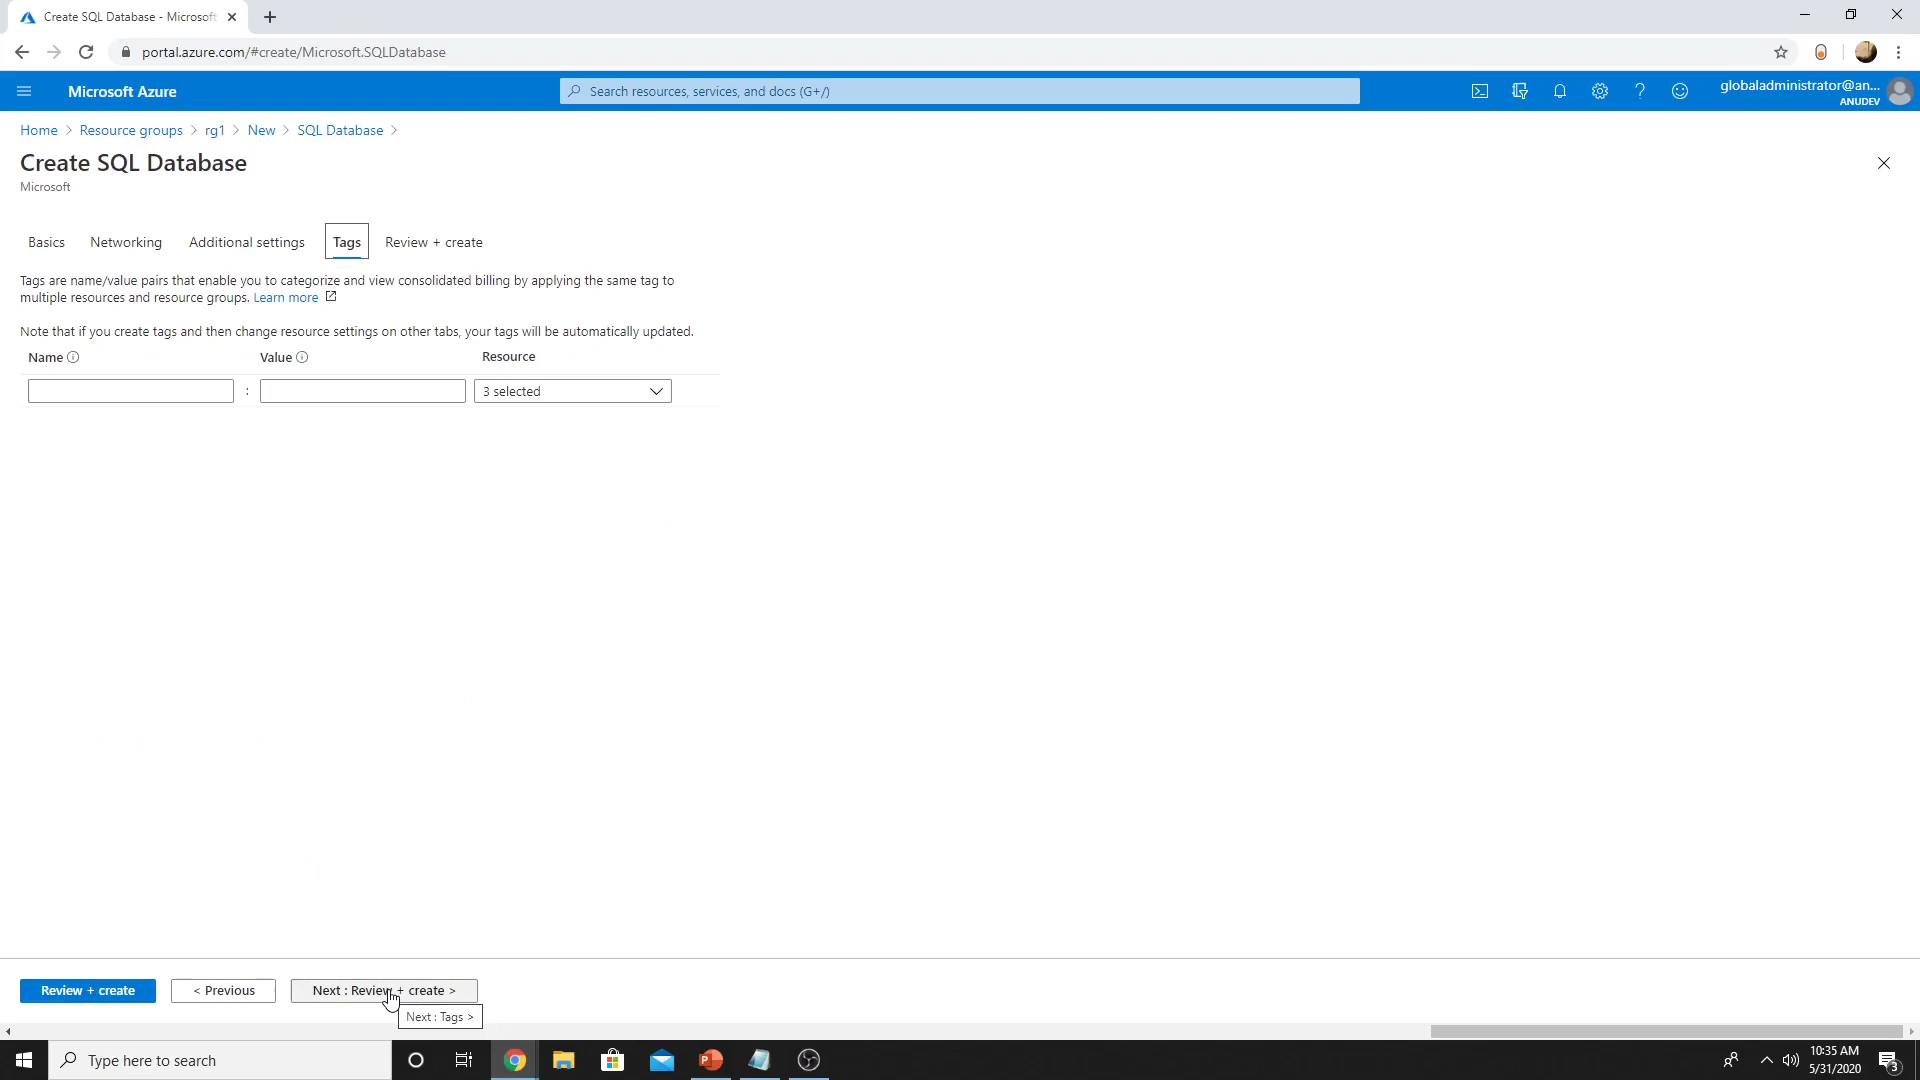 Create SQL Database - Microsoft
portal.azure.com/#create/Microsoft.SQLDatabase
Microsoft Azure
Search resources, services, and docs (G+/)
globaladministrator@an...
ANUDEV
Home > Resource groups > rg1 > New > SQL Database >
Create SQL Database
Microsoft
Basics
Networking
Additional settings
Tags
Review + create
Tags are name/value pairs that enable you to categorize and view consolidated billing by applying the same tag to
multiple resources and resource groups. Learn more
Note that if you create tags and then change resource settings on other tabs, your tags will be automatically updated.
Name
Value
Resource
:
3 selected
Review + create
< Previous
Next : Review + create >
Next : Tags >
Type here to search
10:35 AM
5/31/2020
3